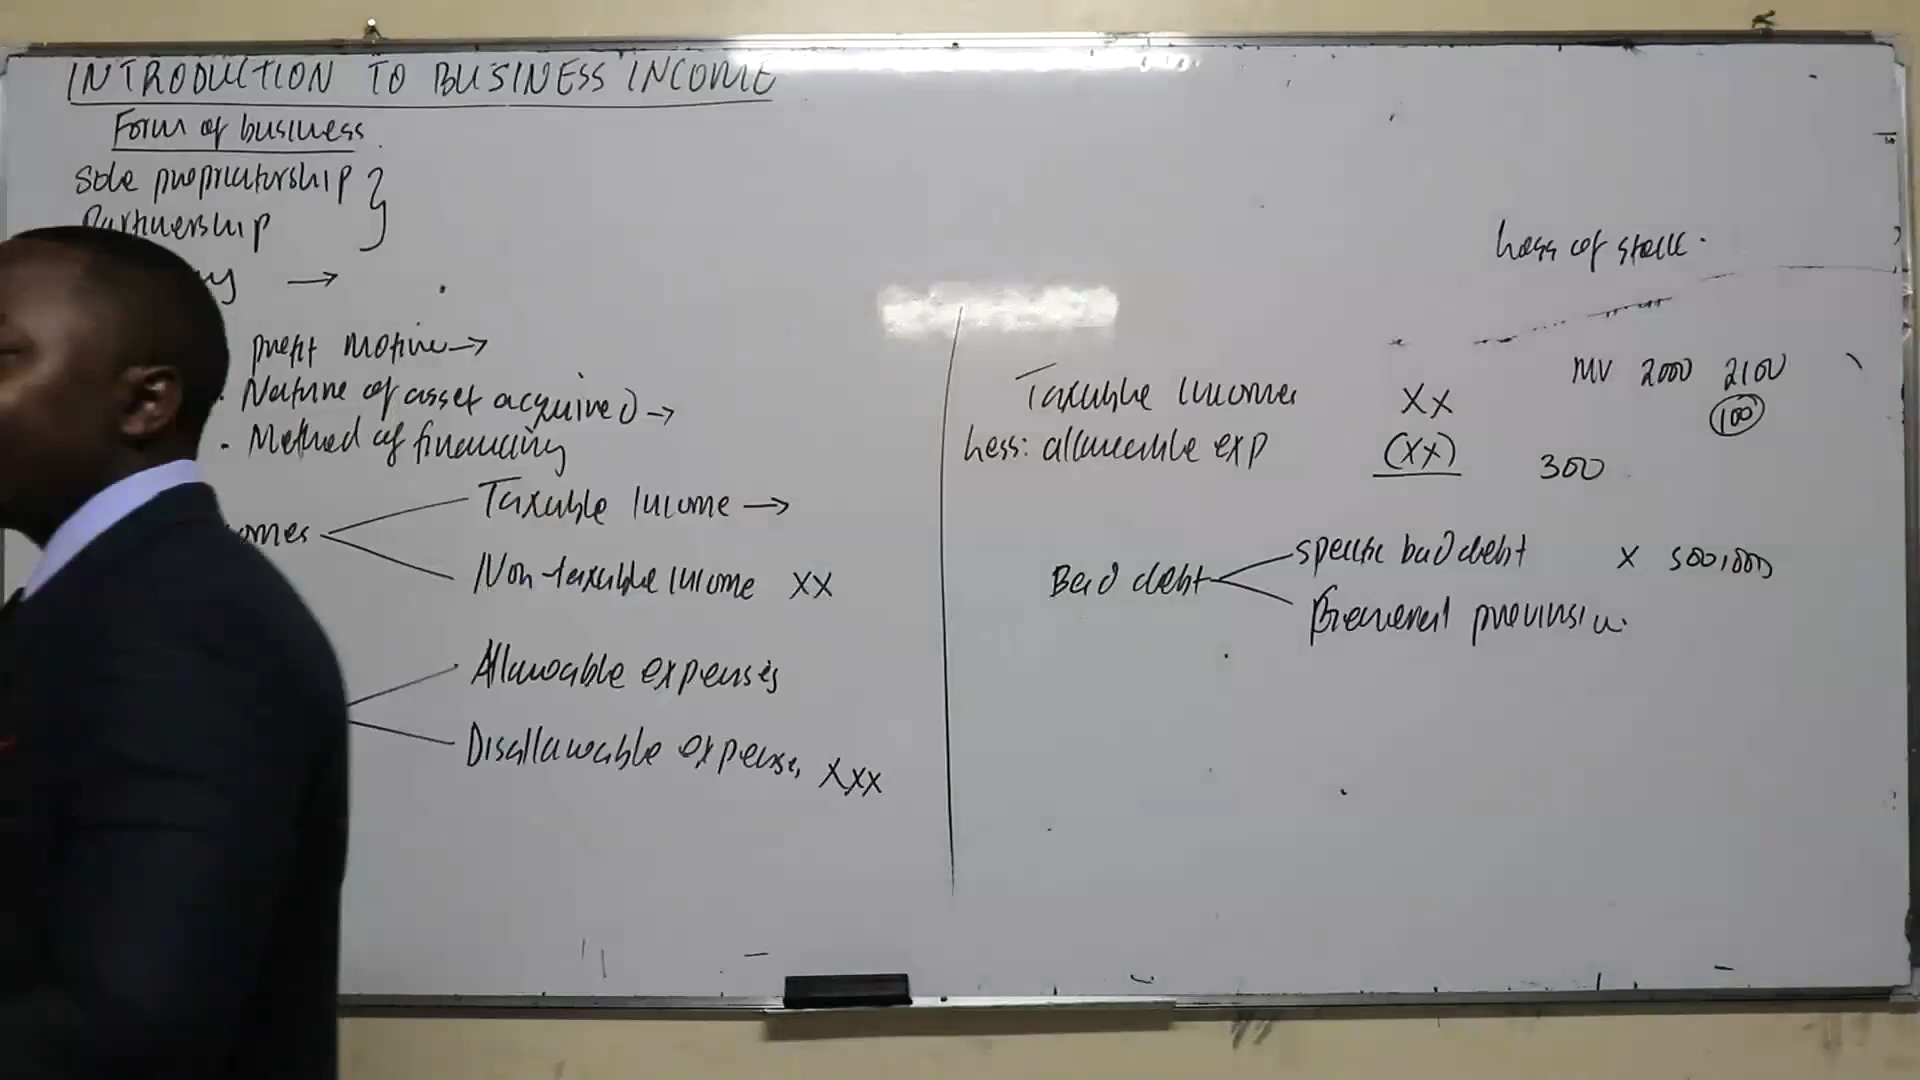 INTRODUCTION TO BUSINESS INCOME
Form of business
Sole proprietorship }
Partnership
→
profit motive →
• Nature of asset acquired →
• Method of financing
omes
Taxable income →
Non-taxable income XX
Allowable expenses
Disallowable expenses XXX
Loss of stock.
MV 2000 2100
100
Taxable incomes XX
Less: allowable exp (XX) 300
Bad debt
specific bad debt X 500,000
General provision.